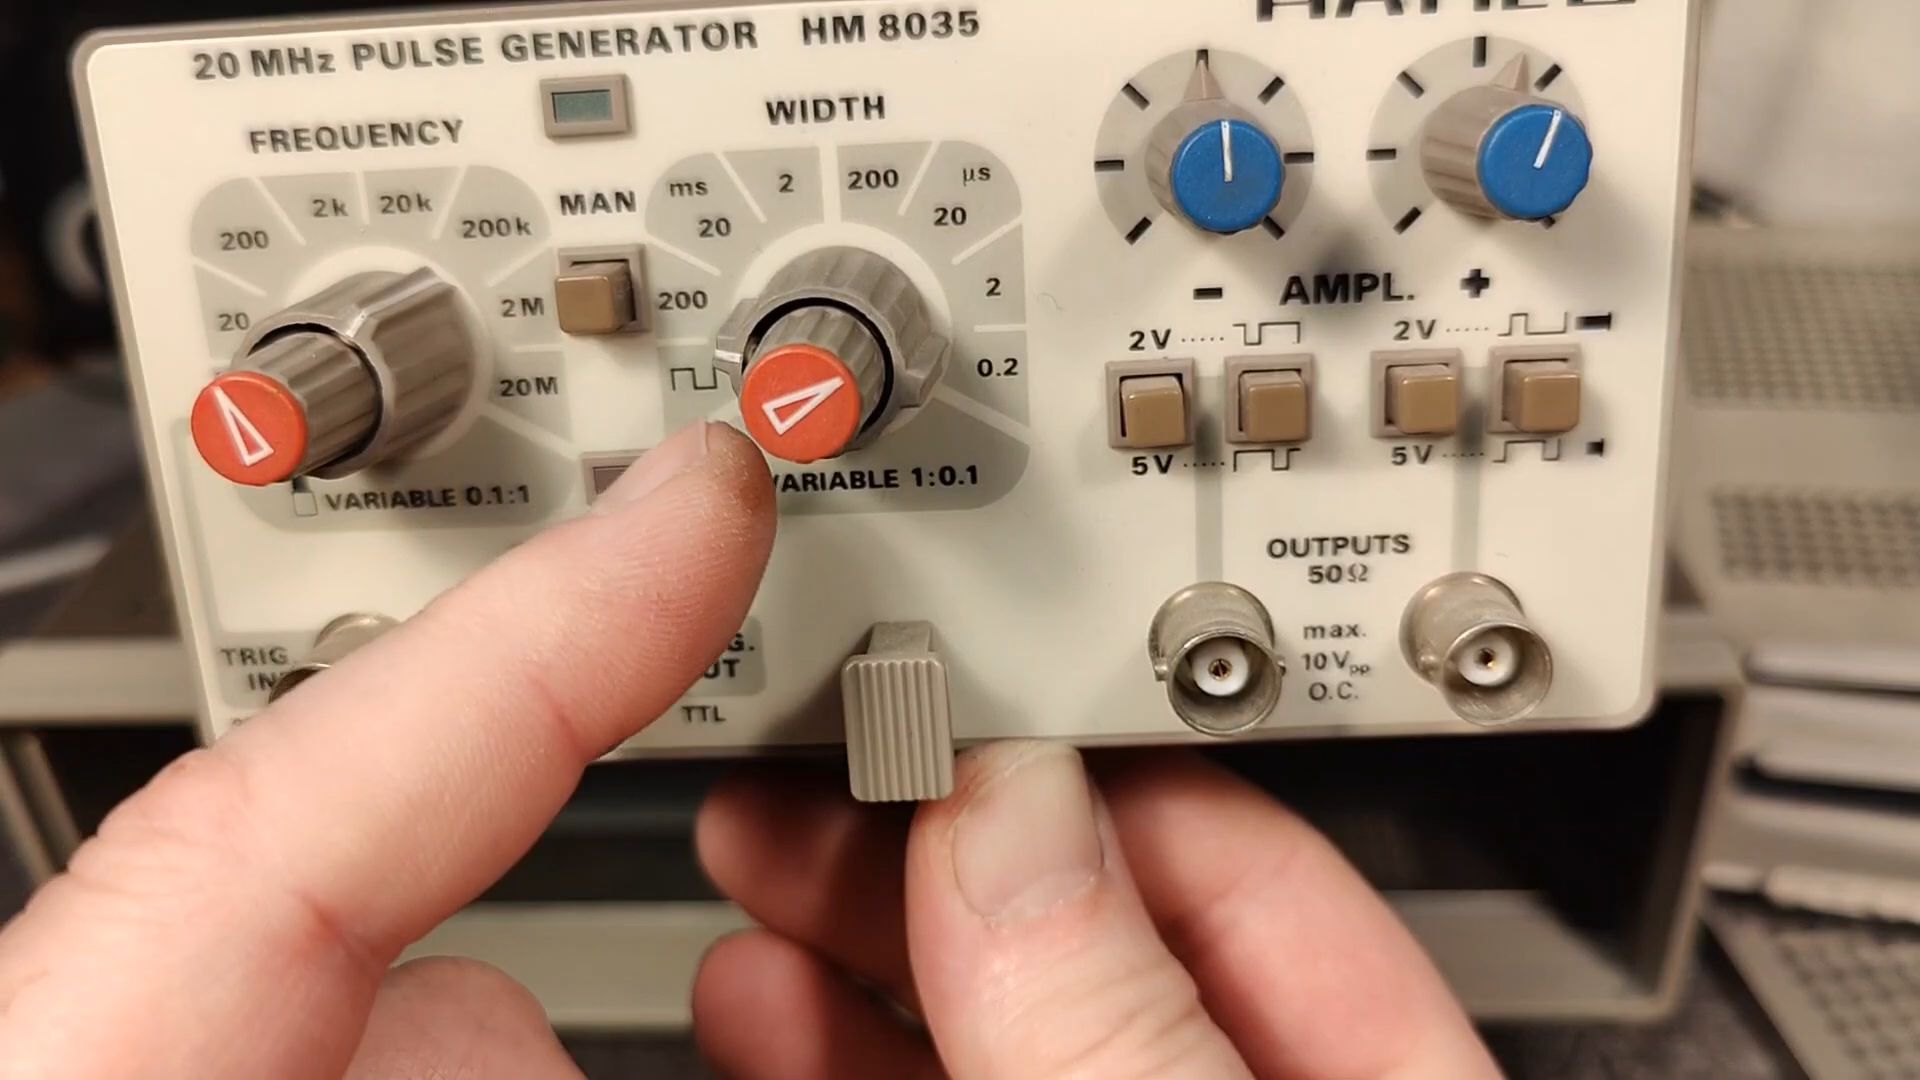 20 MHz PULSE GENERATOR HM 8035
FREQUENCY
20
200
2k
20k
200k
2M
20M
VARIABLE 0.1:1
MAN
WIDTH
ms
200
20
2
200
µs
20
2
0.2
VARIABLE 1:0.1
- AMPL. +
2V
5V
2V
5V
OUTPUTS
50Ω
max.
10Vpp
O.C.
TRIG.
TTL